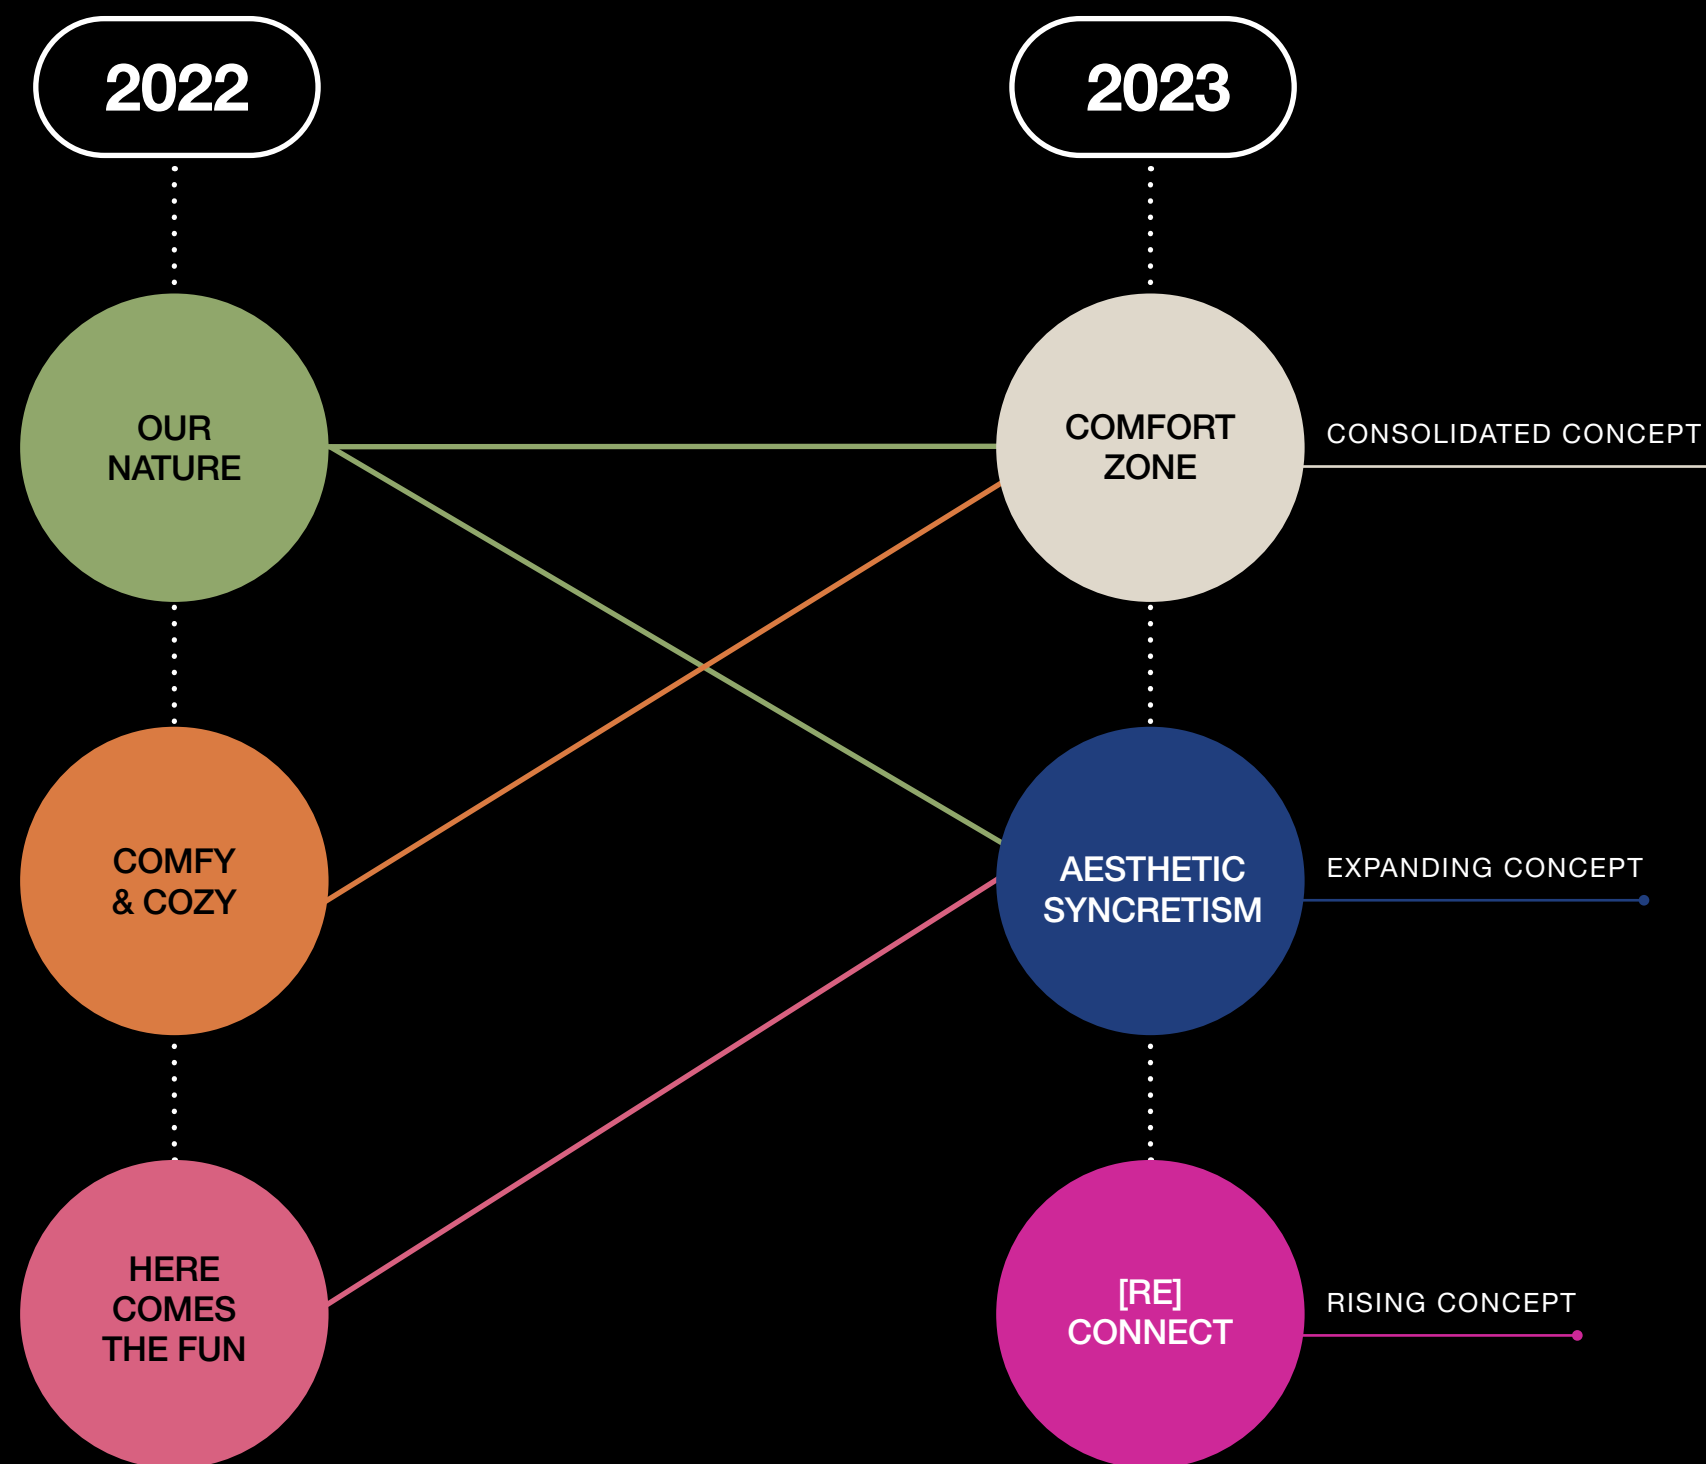 2022
2023
OUR
NATURE
COMFORT
ZONE
CONSOLIDATED CONCEPT
COMFY
& COZY
AESTHETIC
SYNCRETISM
EXPANDING CONCEPT
HERE
COMES
THE FUN
[RE]
CONNECT
RISING CONCEPT